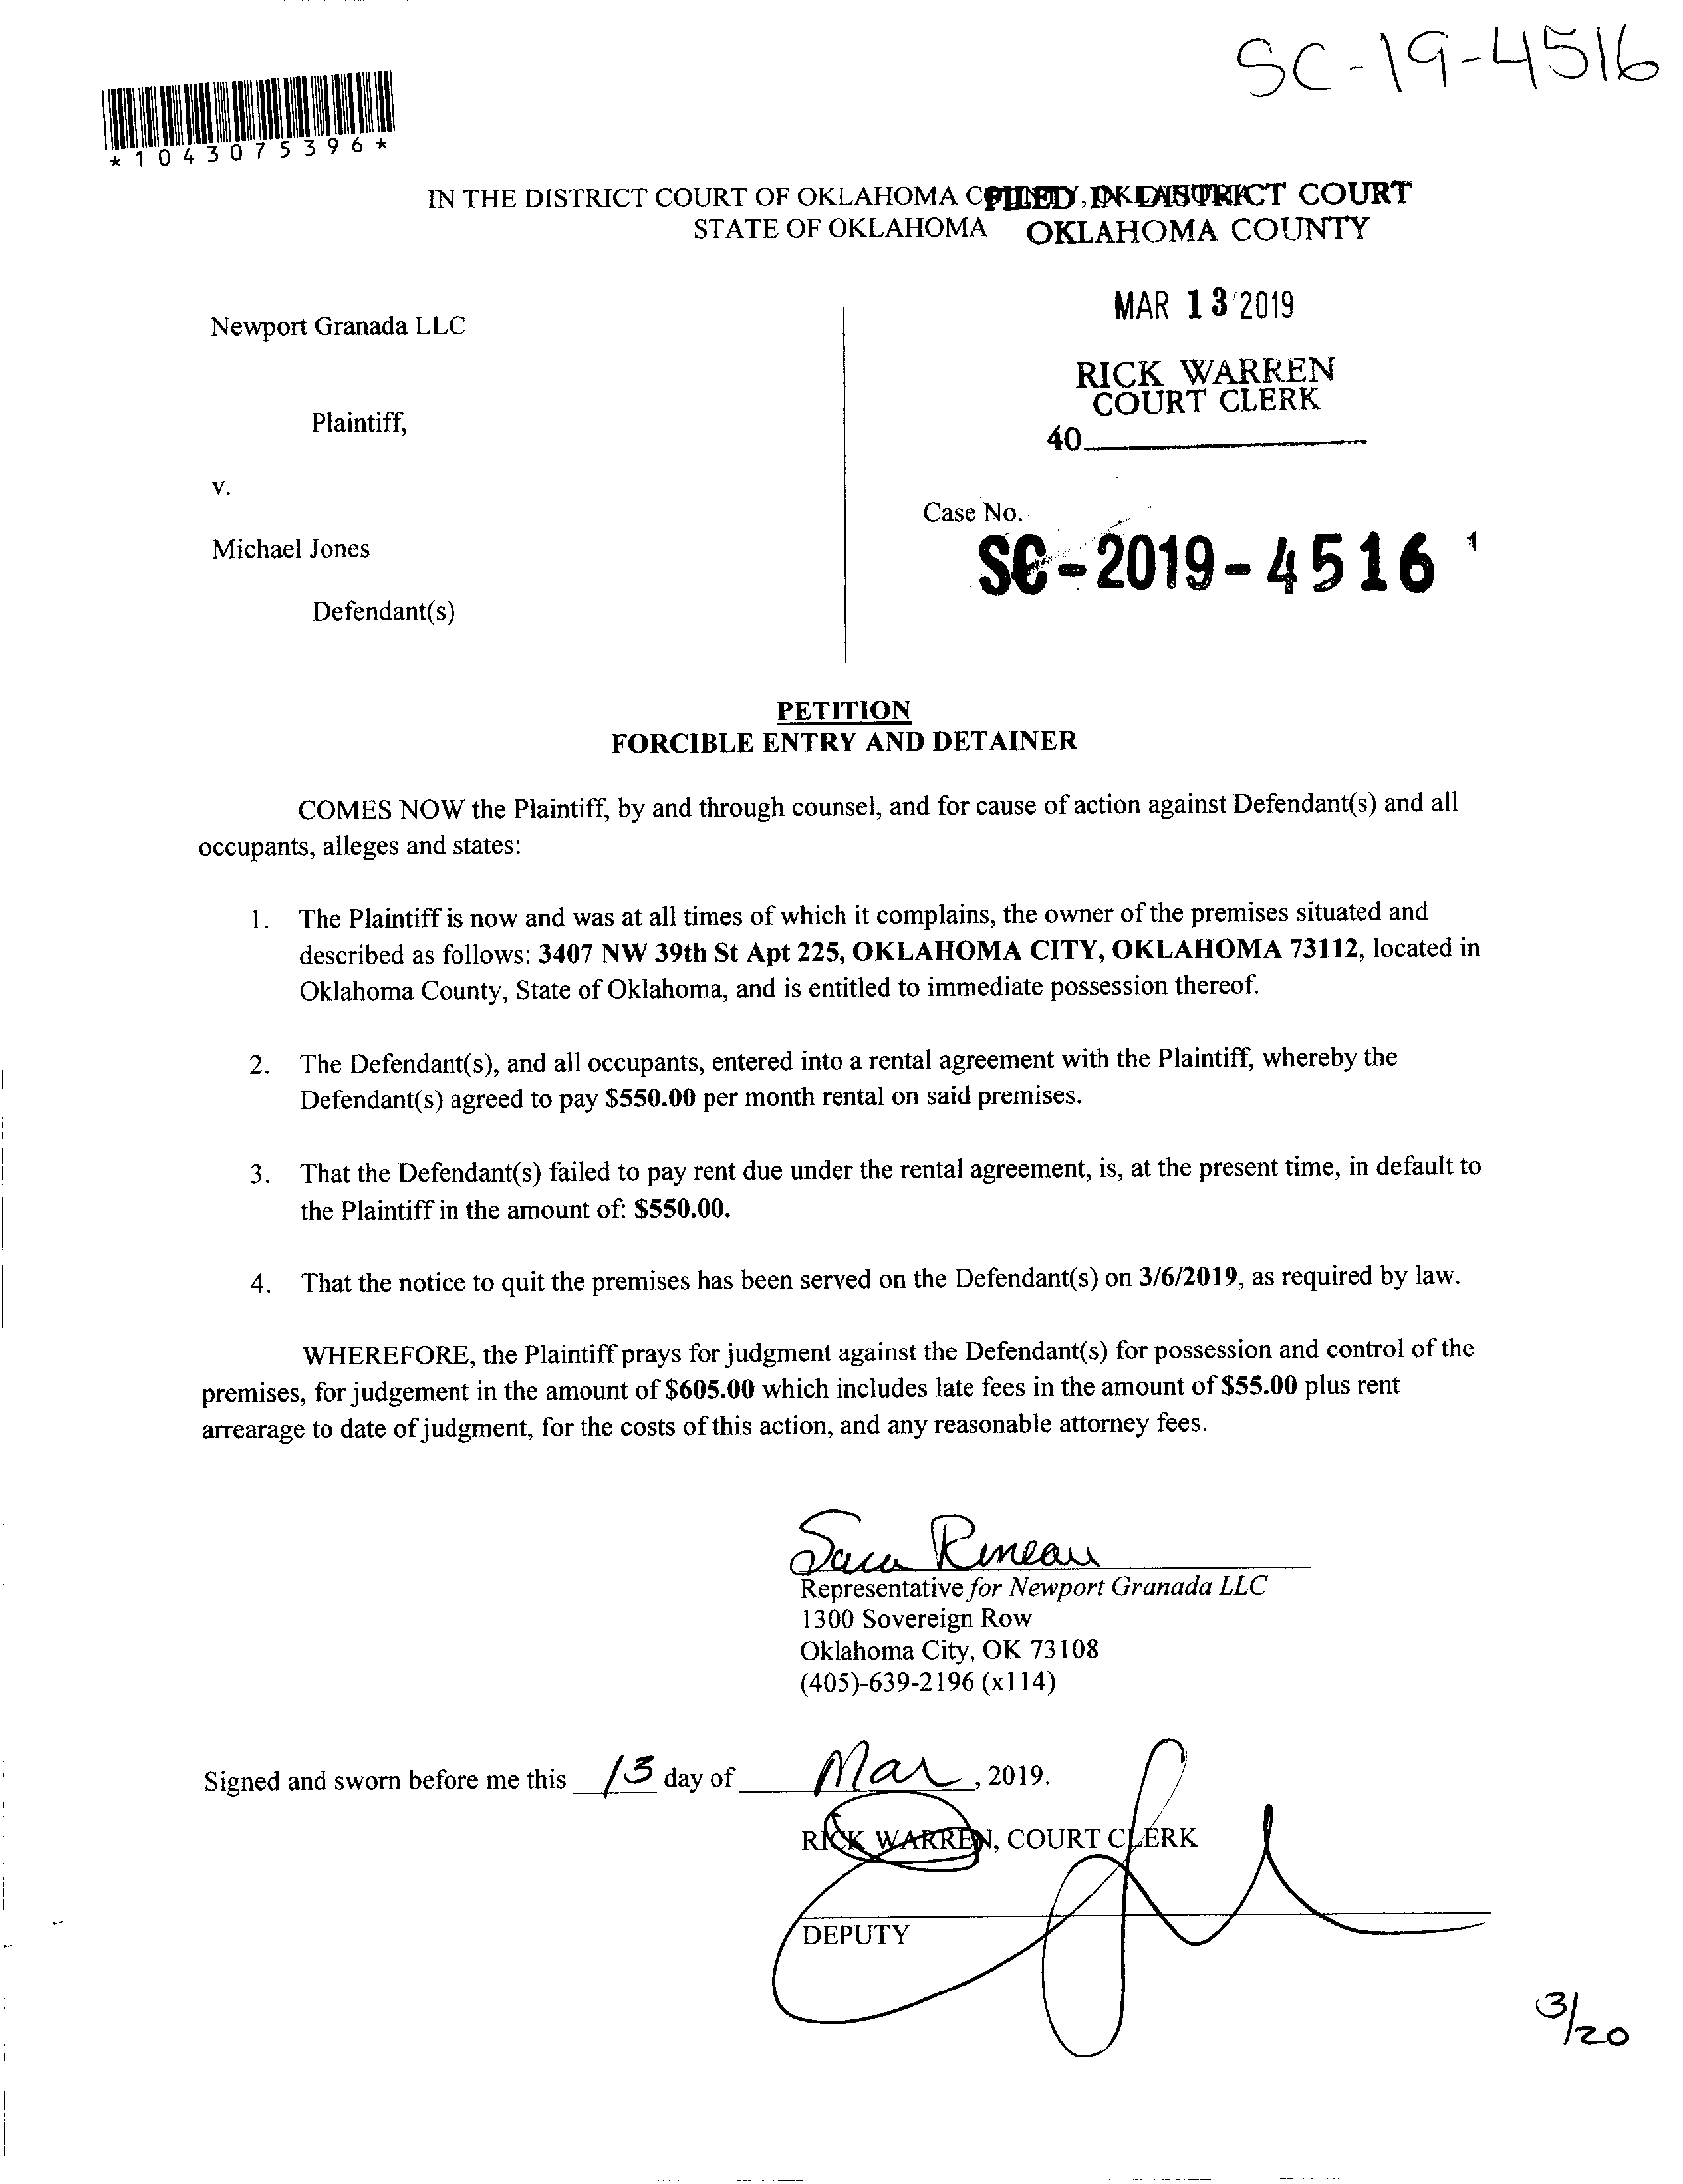 SC-19-4516
*1043075396*
IN THE DISTRICT COURT OF OKLAHOMA COUNTY, OKLAHOMA
STATE OF OKLAHOMA
FILED IN DISTRICT COURT
OKLAHOMA COUNTY
MAR 13 2019
RICK WARREN
COURT CLERK
40
Newport Granada LLC
Plaintiff,
v.
Michael Jones
Defendant(s)
Case No.
SC-2019-4516
PETITION
FORCIBLE ENTRY AND DETAINER
COMES NOW the Plaintiff, by and through counsel, and for cause of action against Defendant(s) and all
occupants, alleges and states:
1. The Plaintiff is now and was at all times of which it complains, the owner of the premises situated and
described as follows: 3407 NW 39th St Apt 225, OKLAHOMA CITY, OKLAHOMA 73112, located in
Oklahoma County, State of Oklahoma, and is entitled to immediate possession thereof.
2. The Defendant(s), and all occupants, entered into a rental agreement with the Plaintiff, whereby the
Defendant(s) agreed to pay $550.00 per month rental on said premises.
3. That the Defendant(s) failed to pay rent due under the rental agreement, is, at the present time, in default to
the Plaintiff in the amount of: $550.00.
4. That the notice to quit the premises has been served on the Defendant(s) on 3/6/2019, as required by law.
WHEREFORE, the Plaintiff prays for judgment against the Defendant(s) for possession and control of the
premises, for judgement in the amount of $605.00 which includes late fees in the amount of $55.00 plus rent
arrearage to date of judgment, for the costs of this action, and any reasonable attorney fees.
Representative for Newport Granada LLC
1300 Sovereign Row
Oklahoma City, OK 73108
(405)-639-2196 (x114)
Signed and sworn before me this 13 day of Mar, 2019.
RICK WARREN, COURT CLERK
DEPUTY
3/20